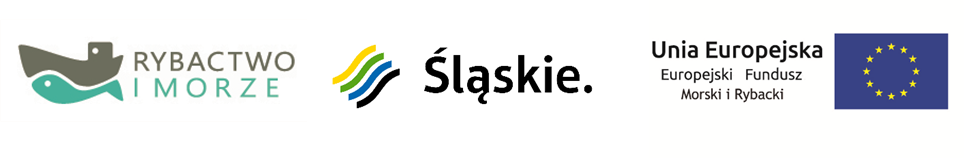 RYBACTWO
I MORZE
Śląskie.
Unia Europejska
Europejski Fundusz
Morski i Rybacki